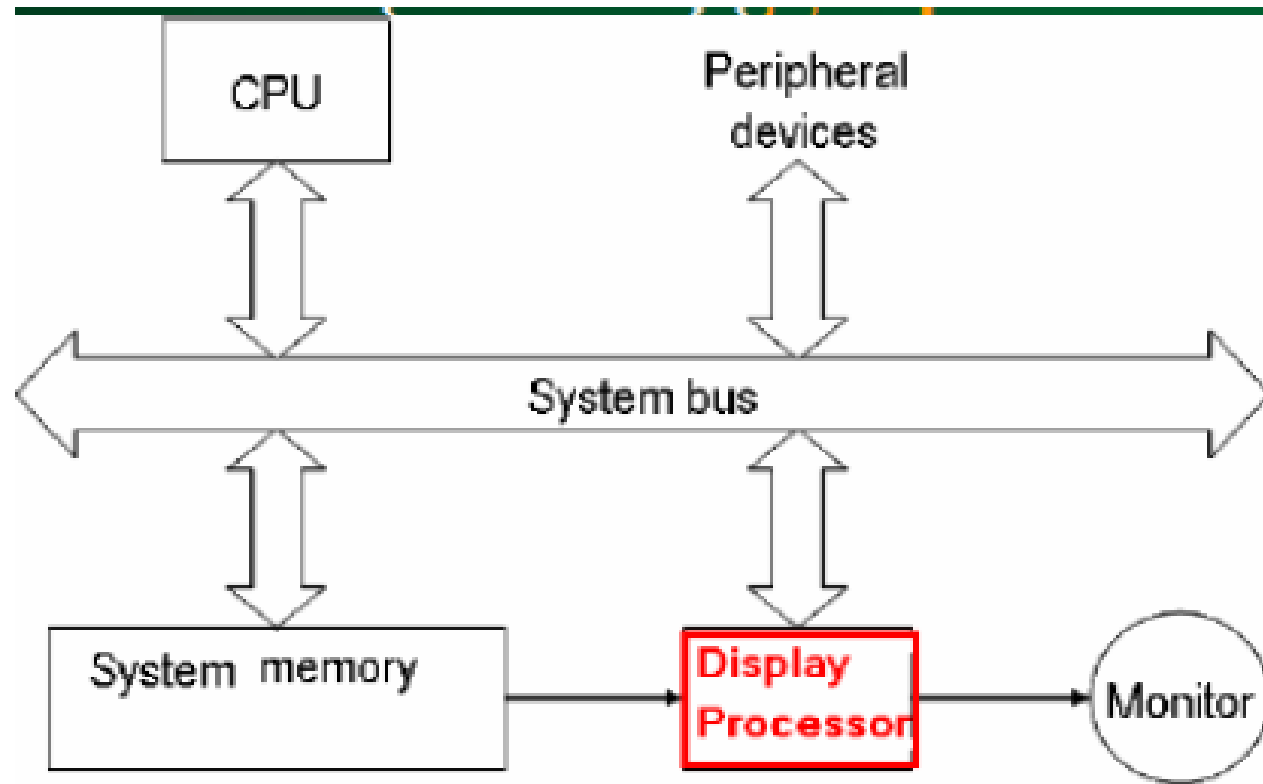 CPU
Peripheral
devices
System bus
System memory
Display
Processor
Monitor